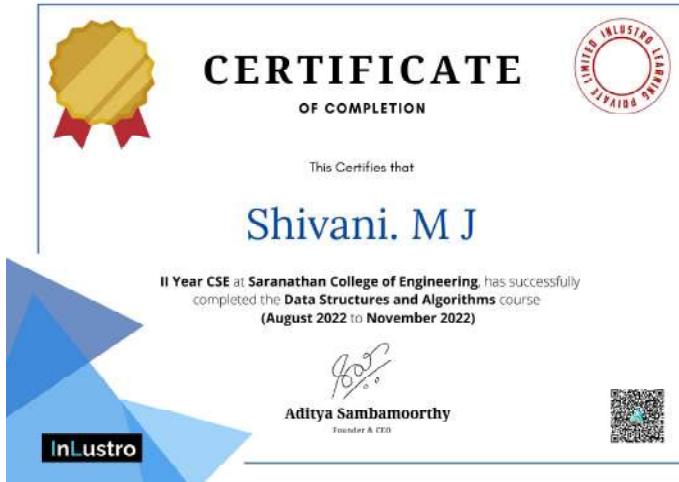 CERTIFICATE
INLUSTRO LEARNING PRIVATE LIMITED
OF COMPLETION
This Certifies that
Shivani. M J
II Year CSE at Saranathan College of Engineering, has successfully
completed the Data Structures and Algorithms course
(August 2022 to November 2022)
Aditya Sambamoorthy
Founder & CEO
InLustro